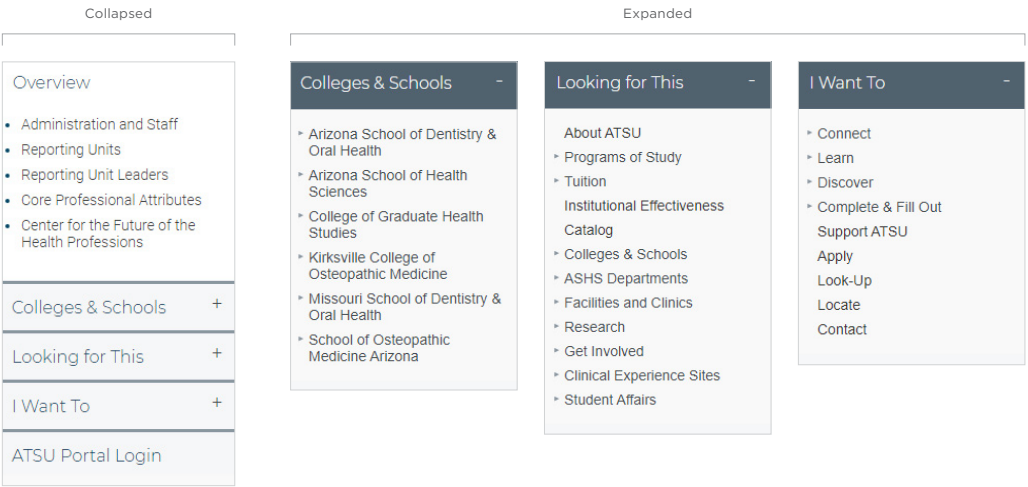 Collapsed
Expanded
Overview
Administration and Staff
Reporting Units
Reporting Unit Leaders
Core Professional Attributes
Center for the Future of the
Health Professions
Colleges & Schools +
Looking for This +
I Want To +
ATSU Portal Login
Colleges & Schools -
Arizona School of Dentistry &
Oral Health
Arizona School of Health
Sciences
College of Graduate Health
Studies
Kirksville College of
Osteopathic Medicine
Missouri School of Dentistry &
Oral Health
School of Osteopathic
Medicine Arizona
Looking for This -
About ATSU
Programs of Study
Tuition
Institutional Effectiveness
Catalog
Colleges & Schools
ASHS Departments
Facilities and Clinics
Research
Get Involved
Clinical Experience Sites
Student Affairs
I Want To -
Connect
Learn
Discover
Complete & Fill Out
Support ATSU
Apply
Look-Up
Locate
Contact